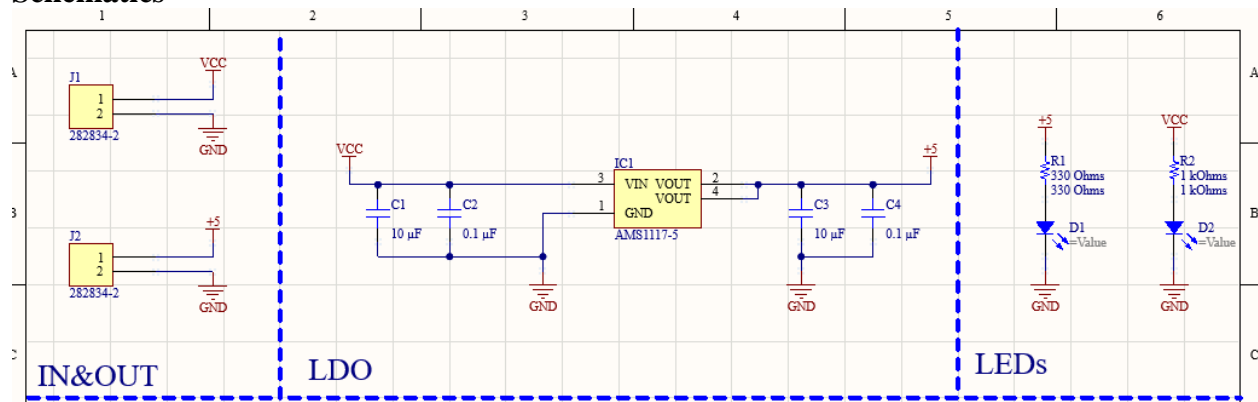 Schematics
1 2 3 4 5 6
A
A
B
B
C
C
J1
1
2
282834-2
VCC
GND
J2
1
2
282834-2
+5
GND
IN&OUT
VCC
C1
10 µF
C2
0.1 µF
GND
IC1
3 VIN VOUT 2
VOUT 4
1 GND
AMS1117-5
C3
10 µF
C4
0.1 µF
+5
GND
LDO
+5
R1
330 Ohms
330 Ohms
D1
=Value
GND
VCC
R2
1 kOhms
1 kOhms
D2
=Value
GND
LEDs